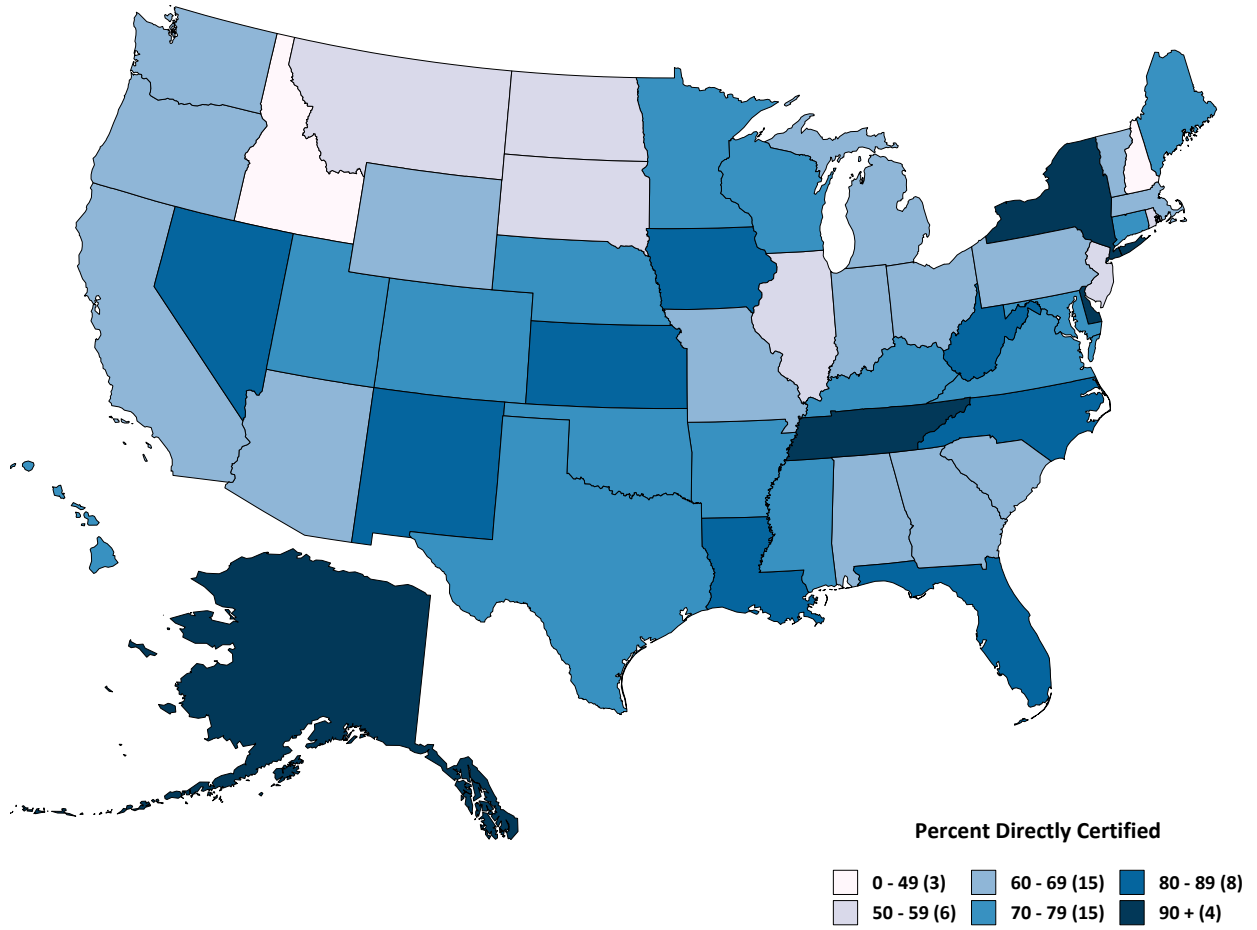 Percent Directly Certified
0 - 49 (3) 60 - 69 (15) 80 - 89 (8)
50 - 59 (6) 70 - 79 (15) 90 + (4)